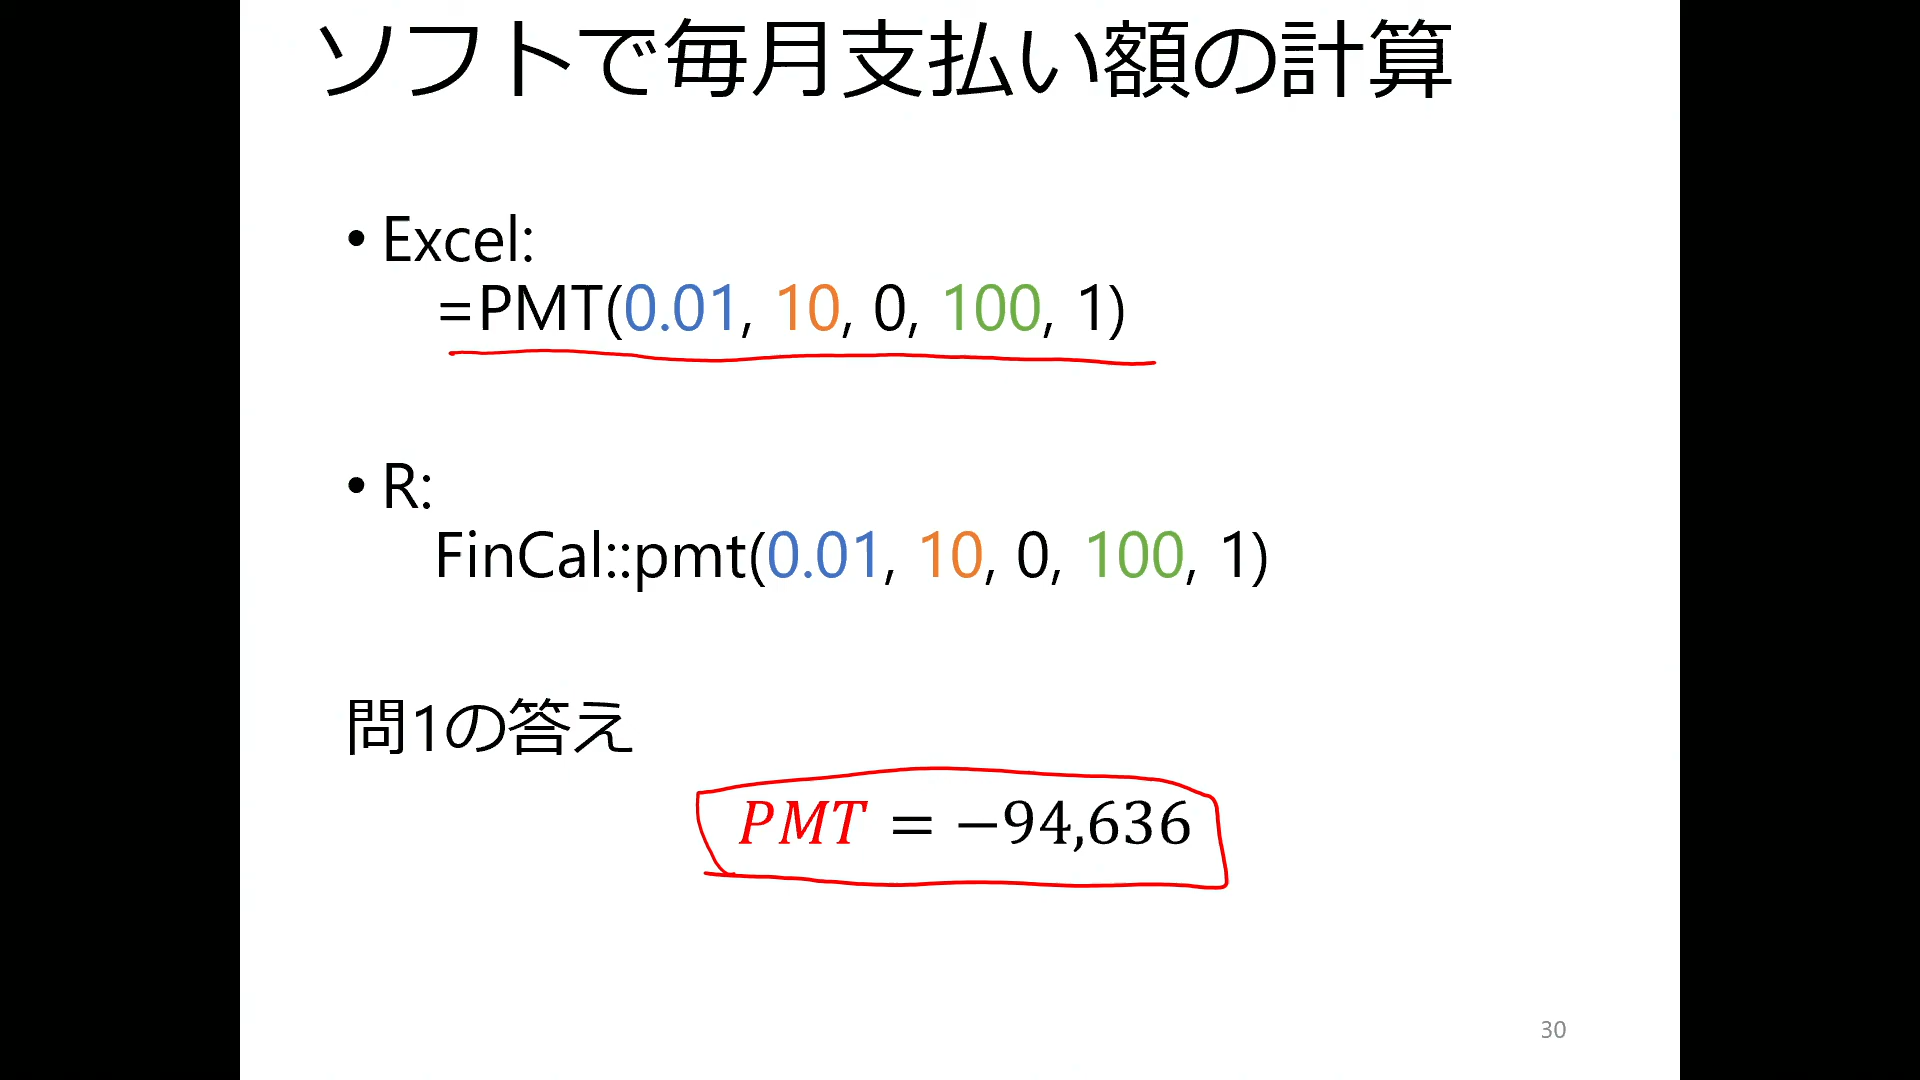 ソフトで毎月支払い額の計算
• Excel:
=PMT(0.01, 10, 0, 100, 1)
• R:
FinCal::pmt(0.01, 10, 0, 100, 1)
問1の答え
PMT = −94,636
30